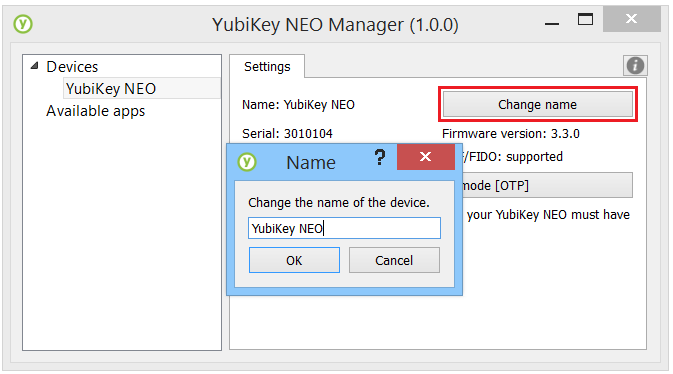 YubiKey NEO Manager (1.0.0)
Devices
YubiKey NEO
Available apps
Settings
Name: YubiKey NEO
Change name
Serial: 3010104
Firmware version: 3.3.0
/FIDO: supported
mode [OTP]
your YubiKey NEO must have
Name
Change the name of the device.
YubiKey NEO
OK
Cancel